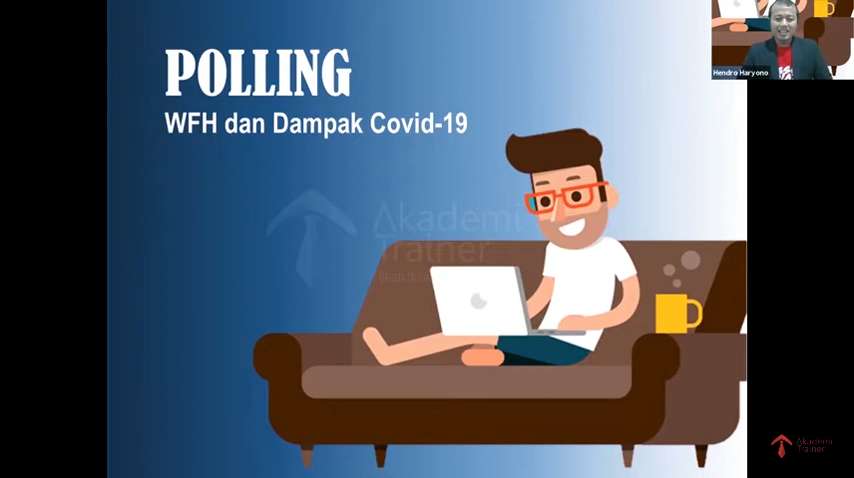 POLLING
WFH dan Dampak Covid-19
Hendro Haryono
Akademi
Trainer
Akademi
Trainer